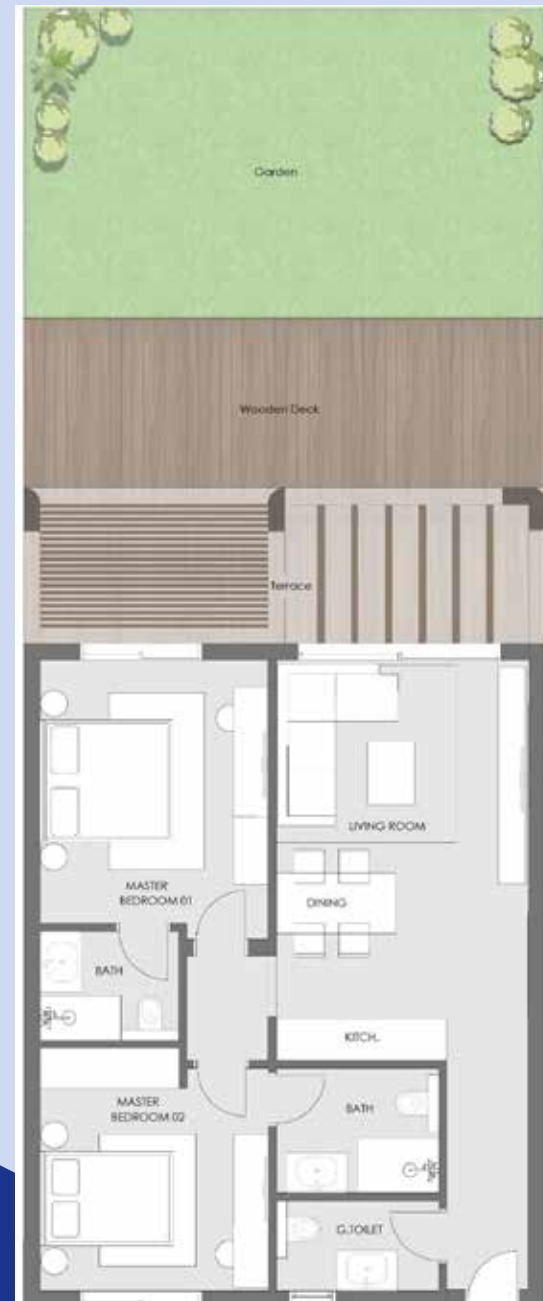 Garden
Wooden Deck
Terrace
LIVING ROOM
MASTER
BEDROOM 01
DINING
BATH
KITCH.
MASTER
BEDROOM 02
BATH
G.TOILET